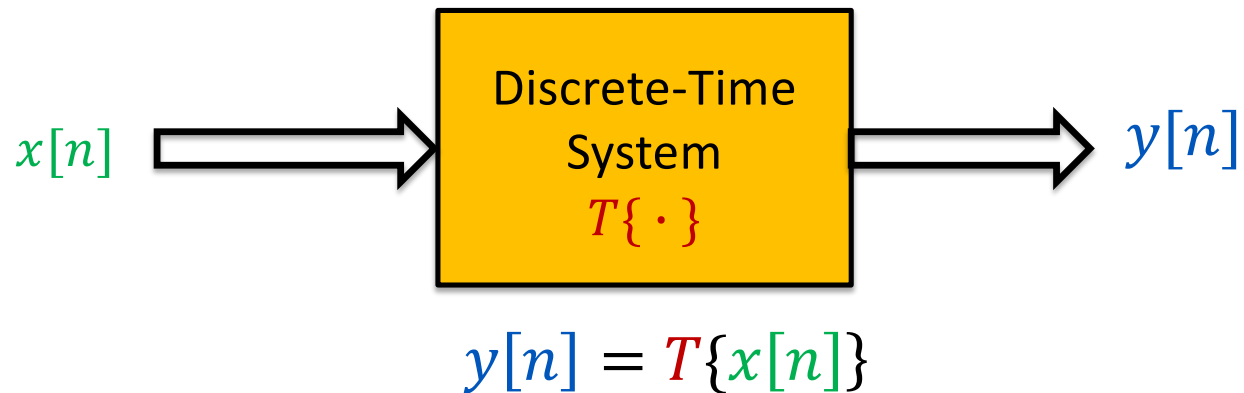 x[n]
Discrete-Time
System
T{ · }
y[n]
y[n] = T{x[n]}